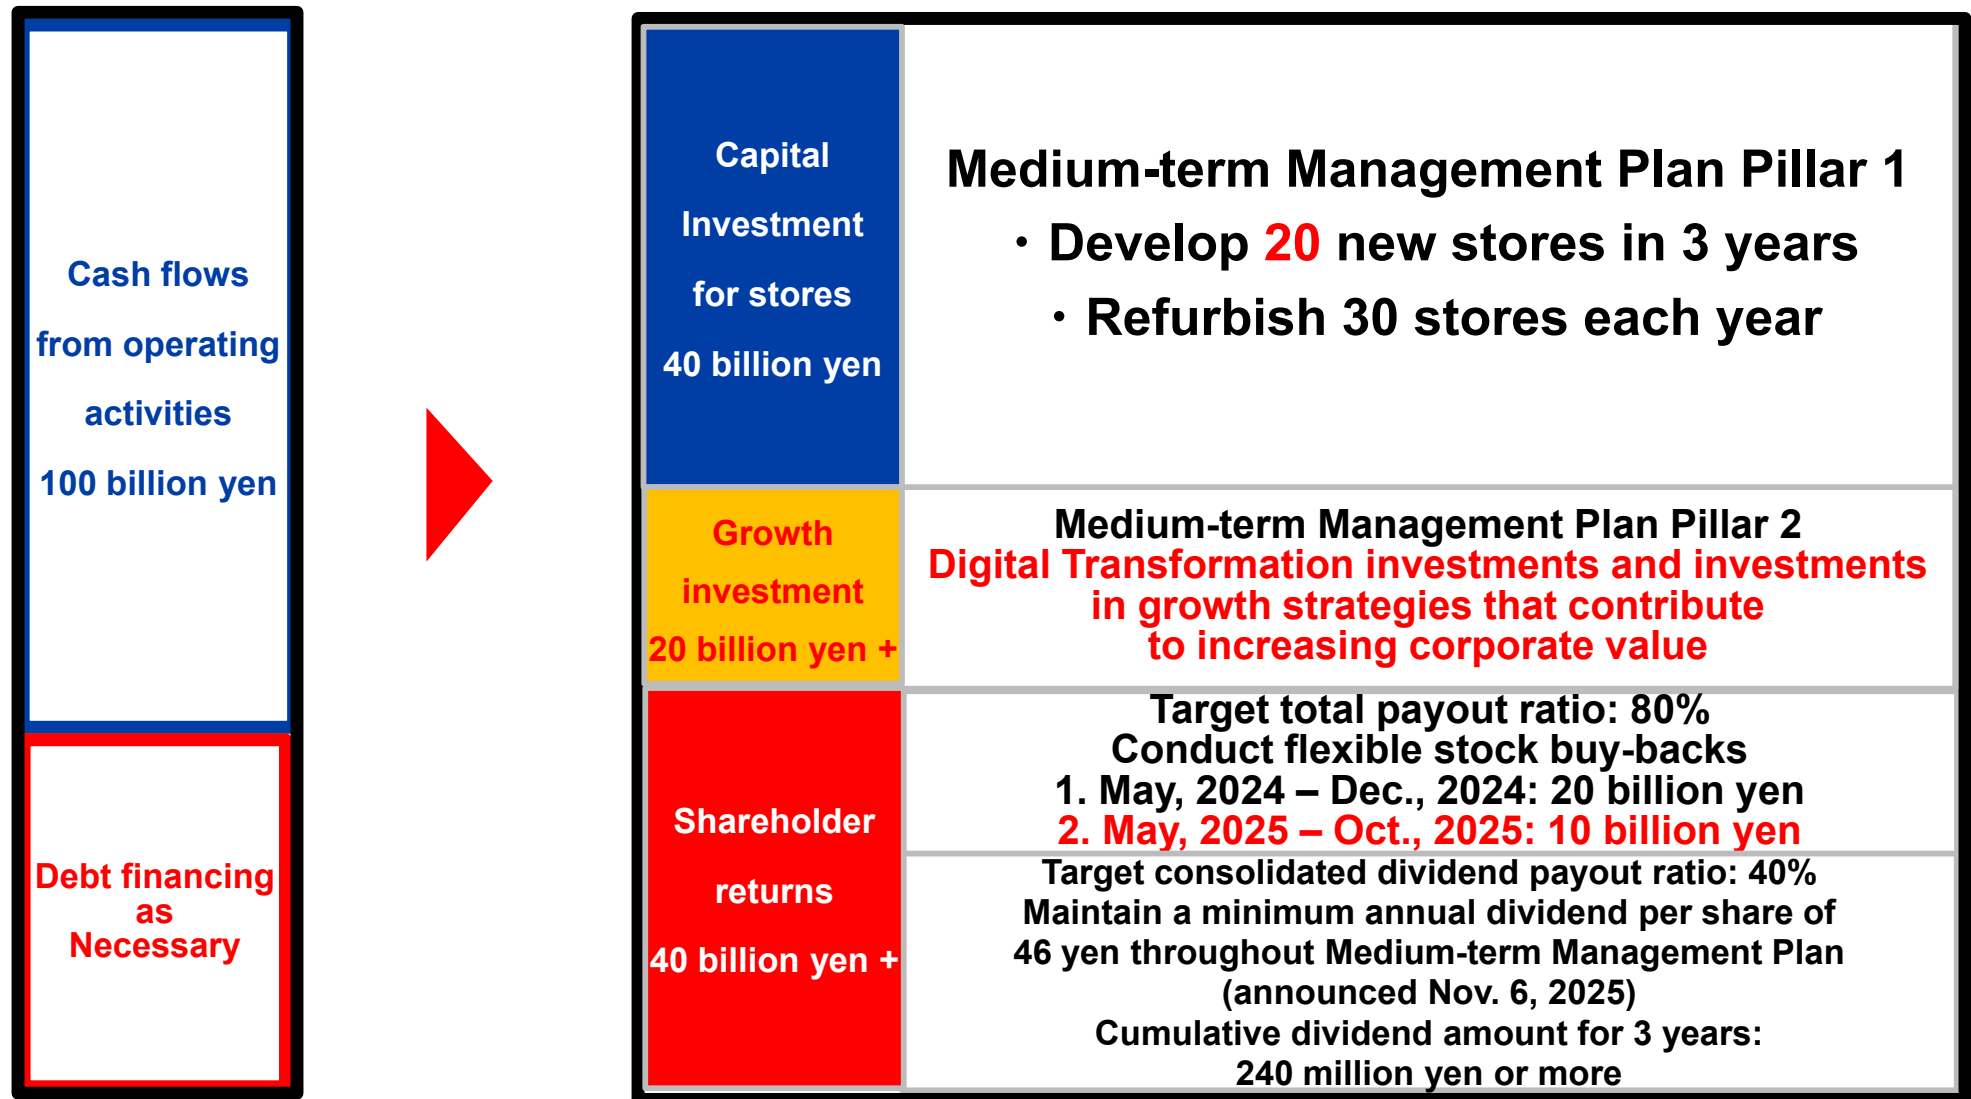 Cash flows
from operating
activities
100 billion yen
Debt financing
as
Necessary
Capital
Investment
for stores
40 billion yen
Medium-term Management Plan Pillar 1
・Develop 20 new stores in 3 years
・Refurbish 30 stores each year
Growth
investment
20 billion yen +
Medium-term Management Plan Pillar 2
Digital Transformation investments and investments
in growth strategies that contribute
to increasing corporate value
Shareholder
returns
40 billion yen +
Target total payout ratio: 80%
Conduct flexible stock buy-backs
1. May, 2024 – Dec., 2024: 20 billion yen
2. May, 2025 – Oct., 2025: 10 billion yen
Target consolidated dividend payout ratio: 40%
Maintain a minimum annual dividend per share of
46 yen throughout Medium-term Management Plan
(announced Nov. 6, 2025)
Cumulative dividend amount for 3 years:
240 million yen or more